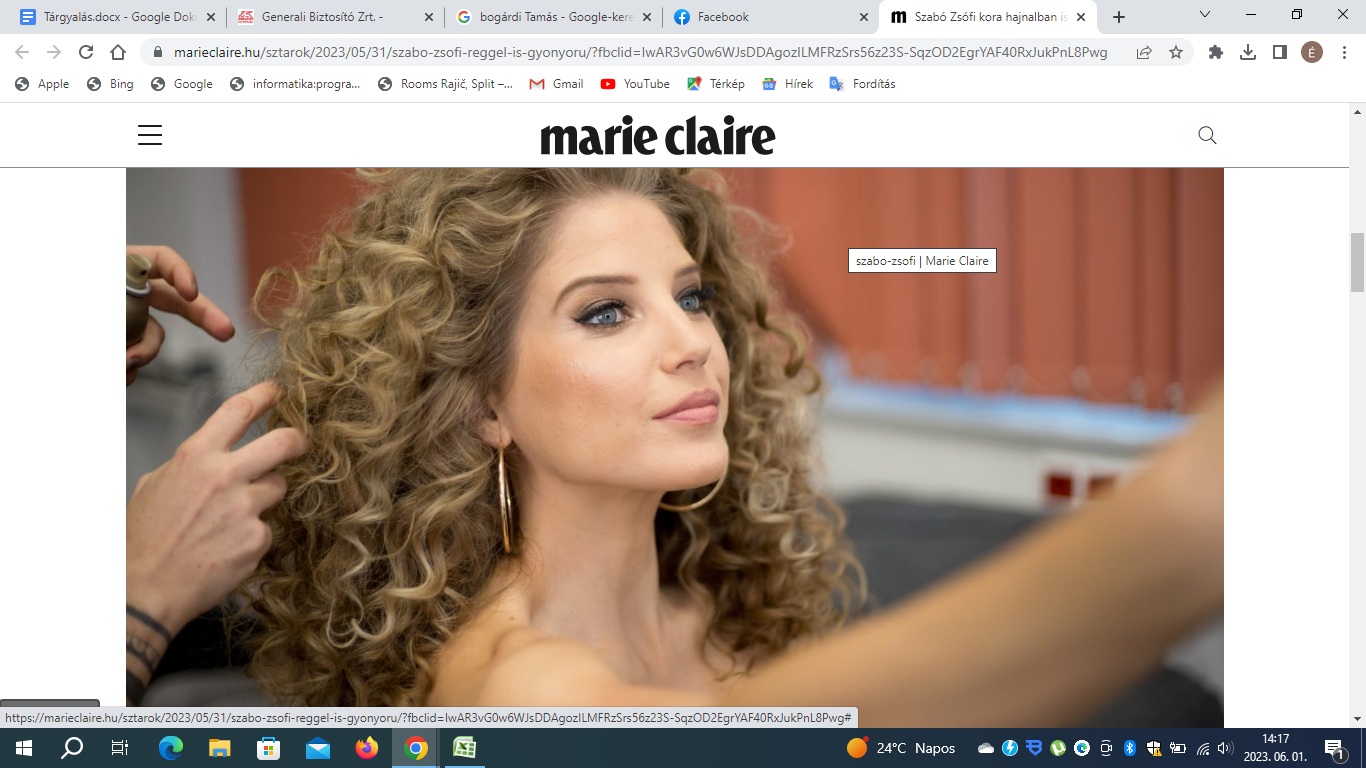 Tárgyalás.docx - Google Dok
Generali Biztosító Zrt. -
bogárdi Tamás - Google-kere
Facebook
Szabó Zsófi kora hajnalban is
marieclaire.hu/sztarok/2023/05/31/szabo-zsofi-reggel-is-gyonyoru/?fbclid=IwAR3vG0w6WJsDDAgozILMFRzSrs56z23S-SqzOD2EgrYAF40RxJukPnL8Pwg
É
Apple
Bing
Google
informatika:progra...
Rooms Rajič, Split –...
Gmail
YouTube
Térkép
Hírek
Fordítás
marie claire
szabo-zsofi | Marie Claire
https://marieclaire.hu/sztarok/2023/05/31/szabo-zsofi-reggel-is-gyonyoru/?fbclid=IwAR3vG0w6WJsDDAgozILMFRzSrs56z23S-SqzOD2EgrYAF40RxJukPnL8Pwg#
24°C Napos
14:17
2023. 06. 01.
1